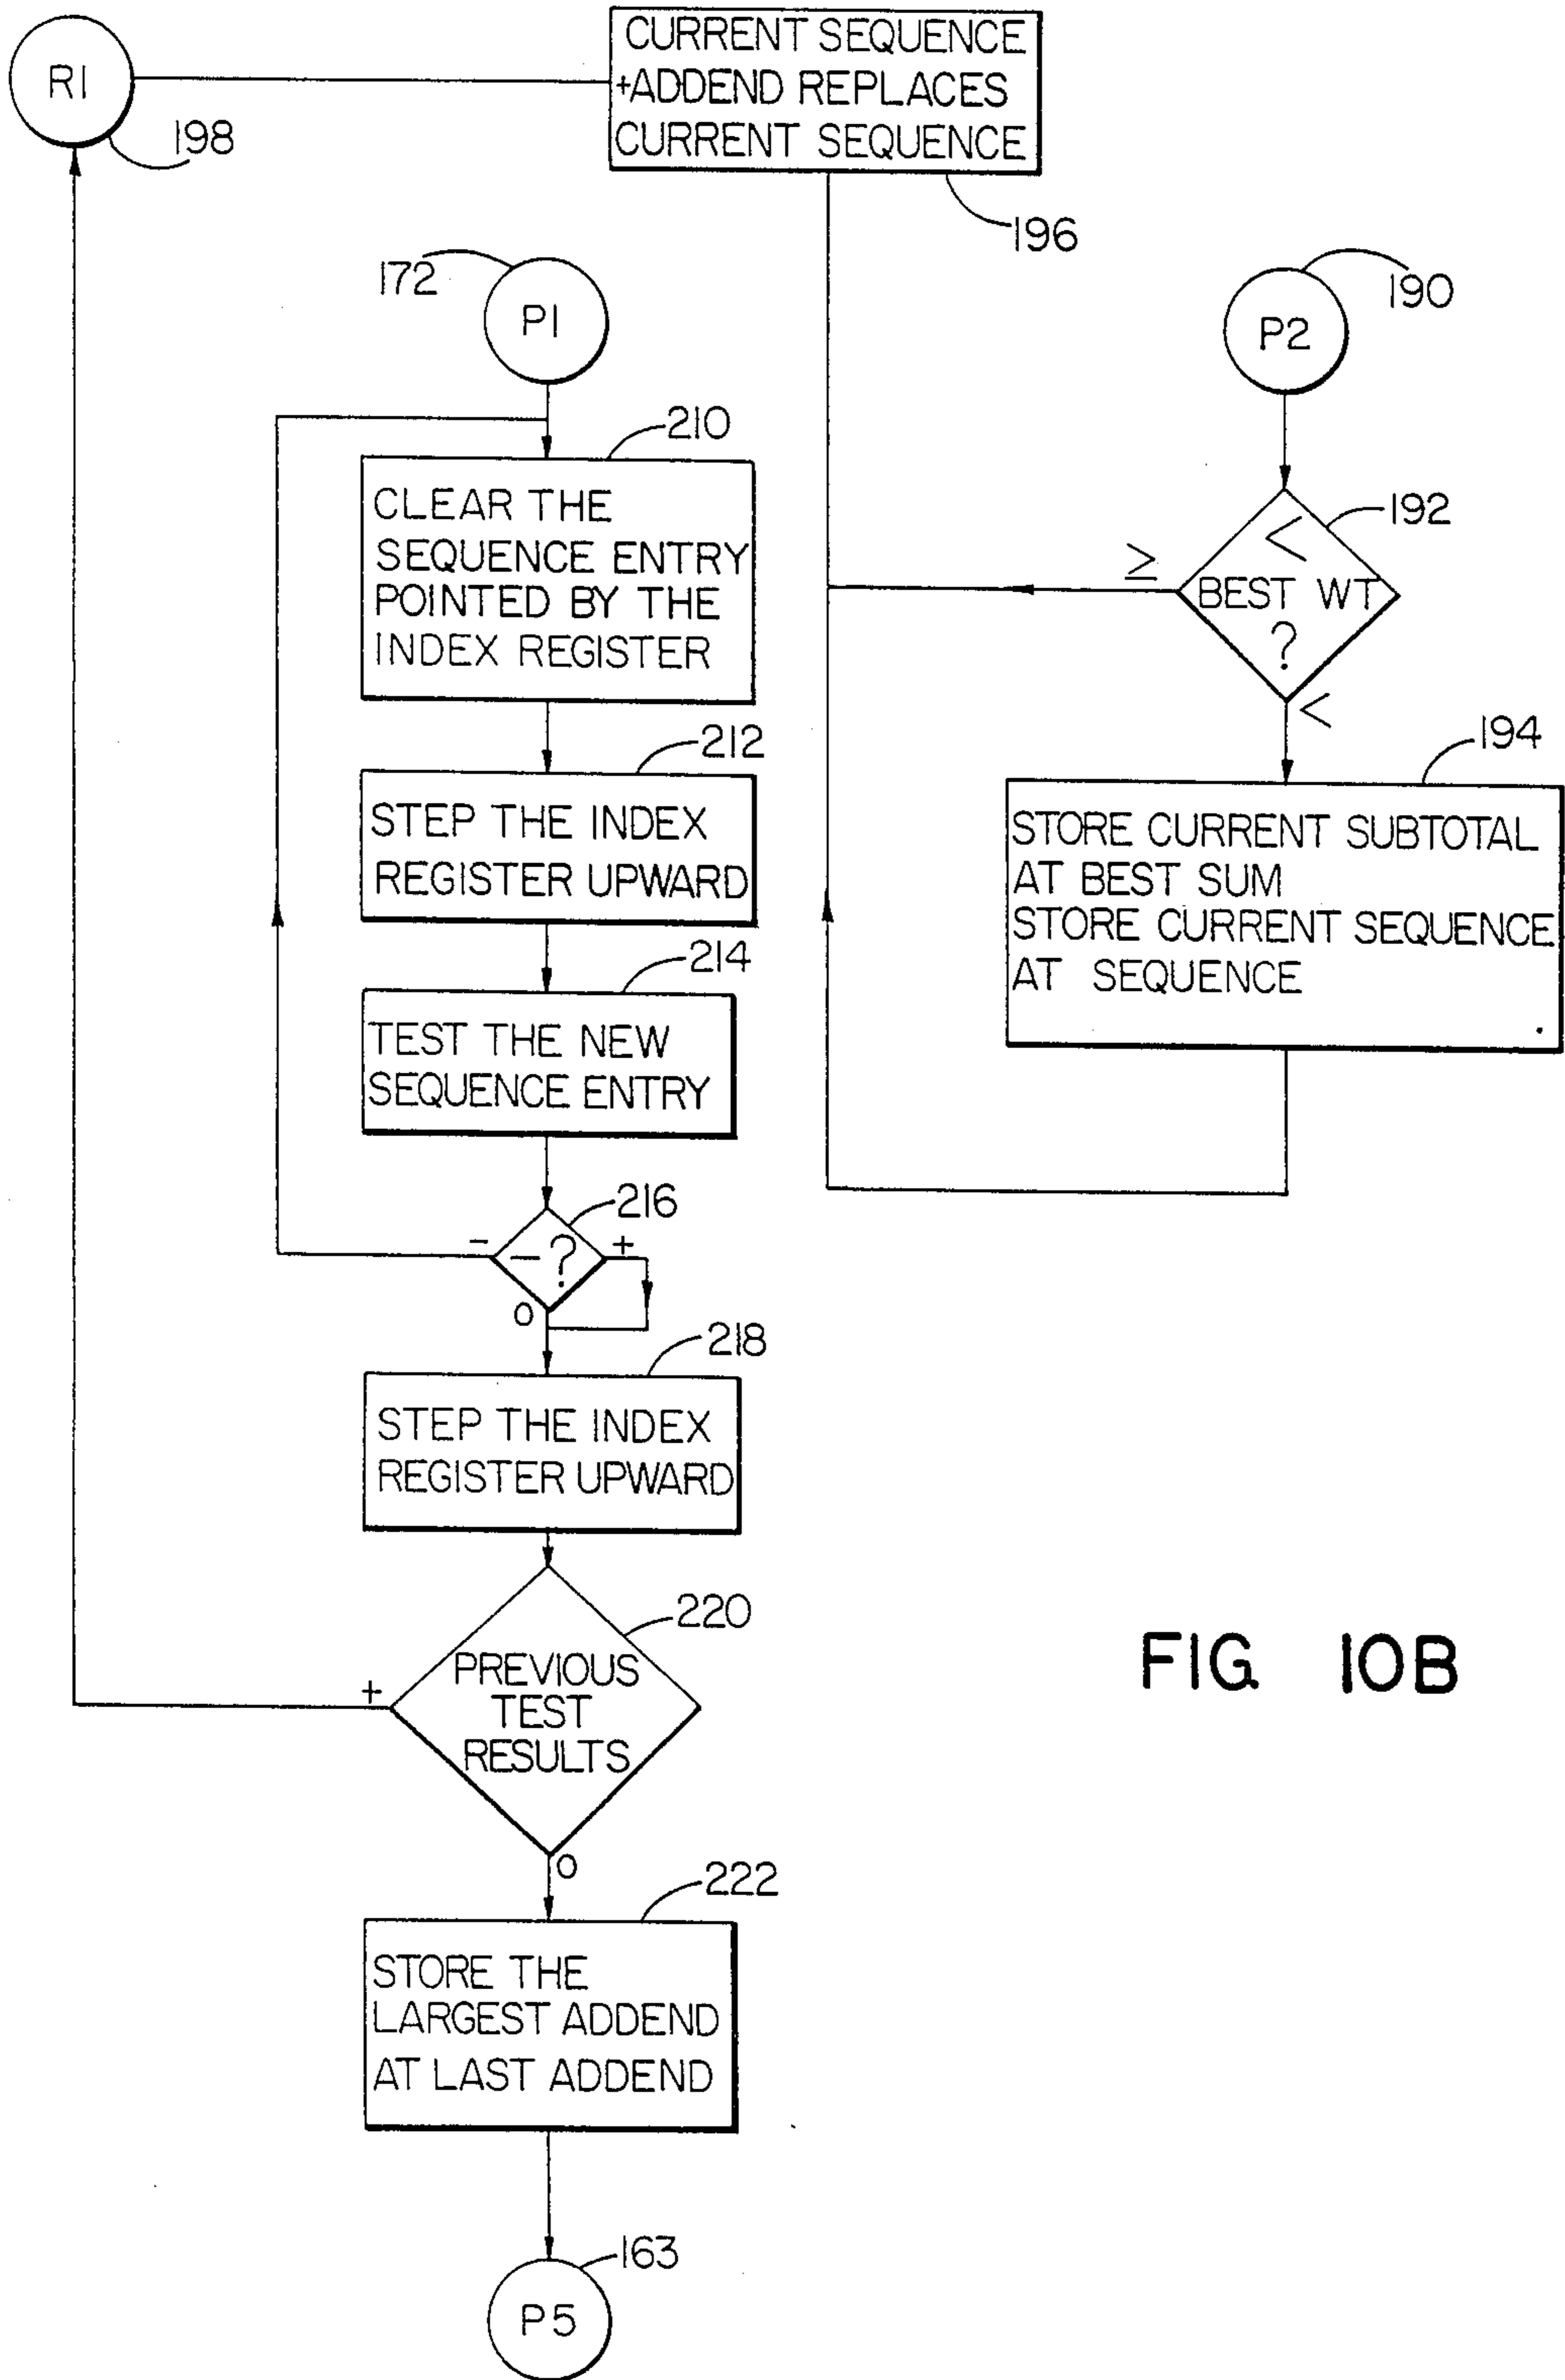 R1
198
CURRENT SEQUENCE
+ADDEND REPLACES
CURRENT SEQUENCE
196
172
P1
210
CLEAR THE
SEQUENCE ENTRY
POINTED BY THE
INDEX REGISTER
212
STEP THE INDEX
REGISTER UPWARD
214
TEST THE NEW
SEQUENCE ENTRY
216
-
-?
+
0
218
STEP THE INDEX
REGISTER UPWARD
220
PREVIOUS
TEST
RESULTS
+
0
222
STORE THE
LARGEST ADDEND
AT LAST ADDEND
163
P5
190
P2
192
<
BEST WT
?
≥
<
194
STORE CURRENT SUBTOTAL
AT BEST SUM
STORE CURRENT SEQUENCE
AT SEQUENCE
FIG 10B